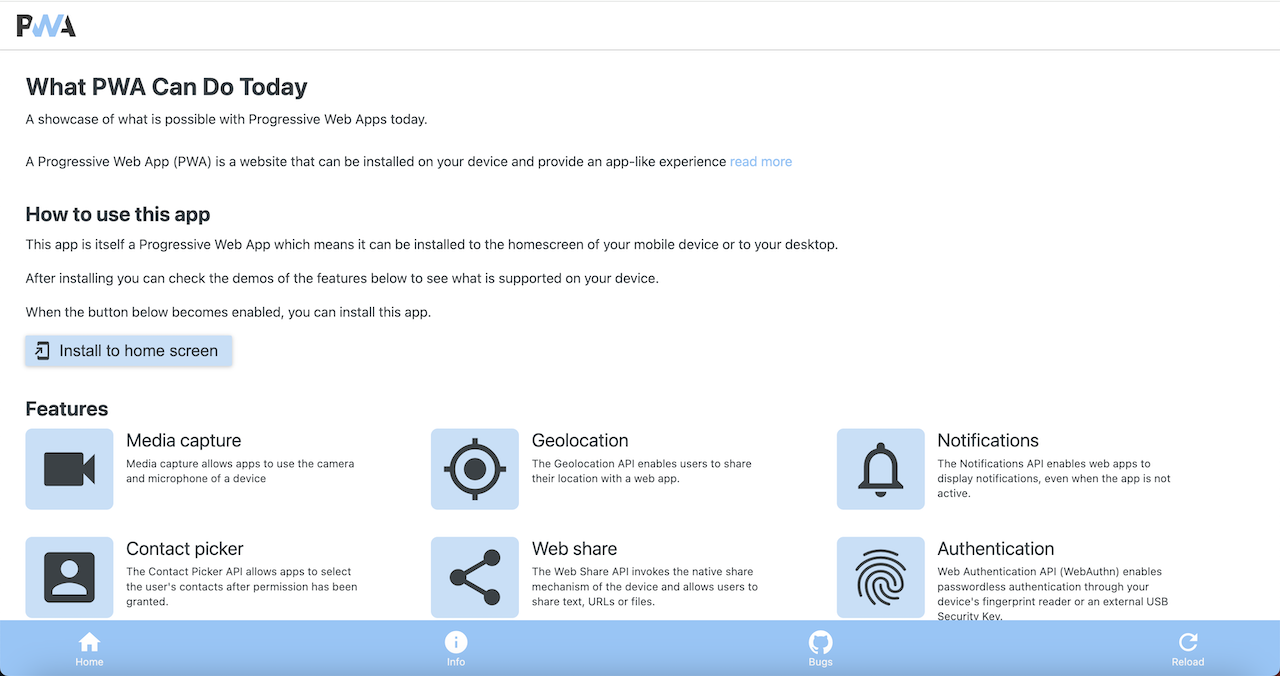 PWA
What PWA Can Do Today
A showcase of what is possible with Progressive Web Apps today.
A Progressive Web App (PWA) is a website that can be installed on your device and provide an app-like experience read more
How to use this app
This app is itself a Progressive Web App which means it can be installed to the homescreen of your mobile device or to your desktop.
After installing you can check the demos of the features below to see what is supported on your device.
When the button below becomes enabled, you can install this app.
Install to home screen
Features
Media capture
Media capture allows apps to use the camera
and microphone of a device
Geolocation
The Geolocation API enables users to share
their location with a web app.
Notifications
The Notifications API enables web apps to
display notifications, even when the app is not
active.
Contact picker
The Contact Picker API allows apps to select
the user's contacts after permission has been
granted.
Web share
The Web Share API invokes the native share
mechanism of the device and allows users to
share text, URLs or files.
Authentication
Web Authentication API (WebAuthn) enables
passwordless authentication through your
device's fingerprint reader or an external USB
Security Key.
Home
Info
Bugs
Reload